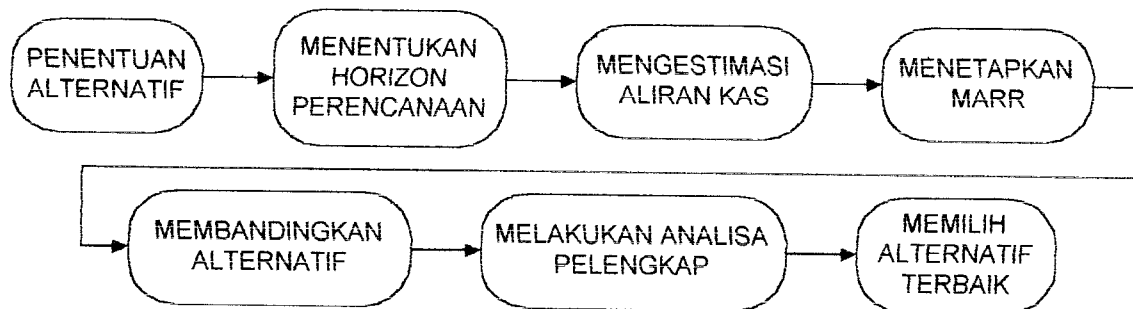 PENENTUAN
ALTERNATIF
MENENTUKAN
HORIZON
PERENCANAAN
MENGESTIMASI
ALIRAN KAS
MENETAPKAN
MARR
MEMBANDINGKAN
ALTERNATIF
MELAKUKAN ANALISA
PELENGKAP
MEMILIH
ALTERNATIF
TERBAIK